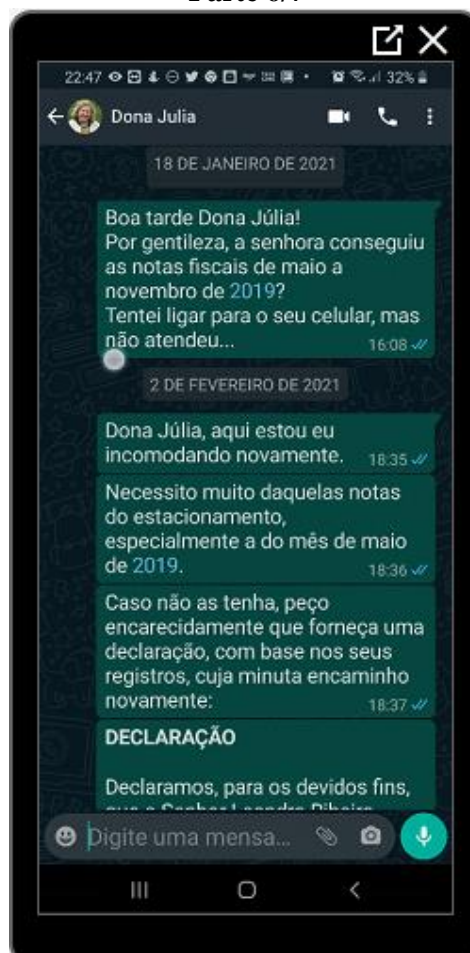 22:47
32%
Dona Julia
18 DE JANEIRO DE 2021
Boa tarde Dona Júlia!
Por gentileza, a senhora conseguiu
as notas fiscais de maio a
novembro de 2019?
Tentei ligar para o seu celular, mas
não atendeu...
16:08
2 DE FEVEREIRO DE 2021
Dona Júlia, aqui estou eu
incomodando novamente.
18:35
Necessito muito daquelas notas
do estacionamento,
especialmente a do mês de maio
de 2019.
18:36
Caso não as tenha, peço
encarecidamente que forneça uma
declaração, com base nos seus
registros, cuja minuta encaminho
novamente:
18:37
DECLARAÇÃO
Declaramos, para os devidos fins,
Digite uma mensa...